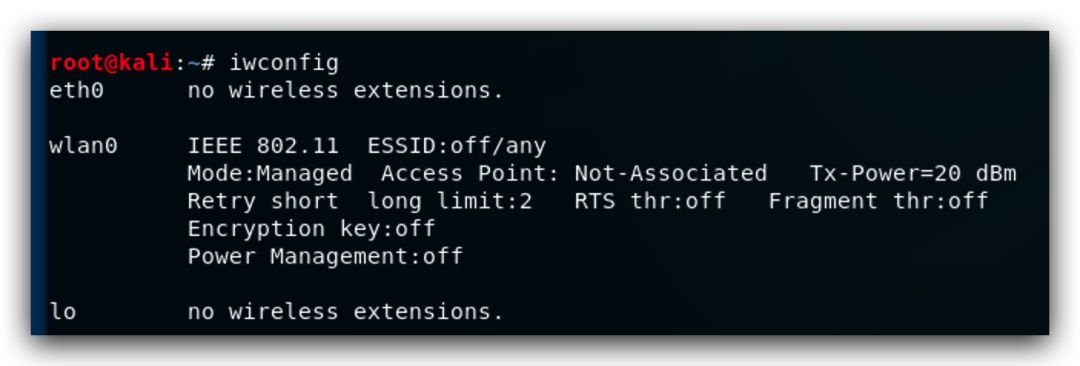 root@kali:~# iwconfig
eth0      no wireless extensions.
wlan0     IEEE 802.11  ESSID:off/any
          Mode:Managed  Access Point: Not-Associated   Tx-Power=20 dBm
          Retry short  long limit:2   RTS thr:off   Fragment thr:off
          Encryption key:off
          Power Management:off
lo        no wireless extensions.